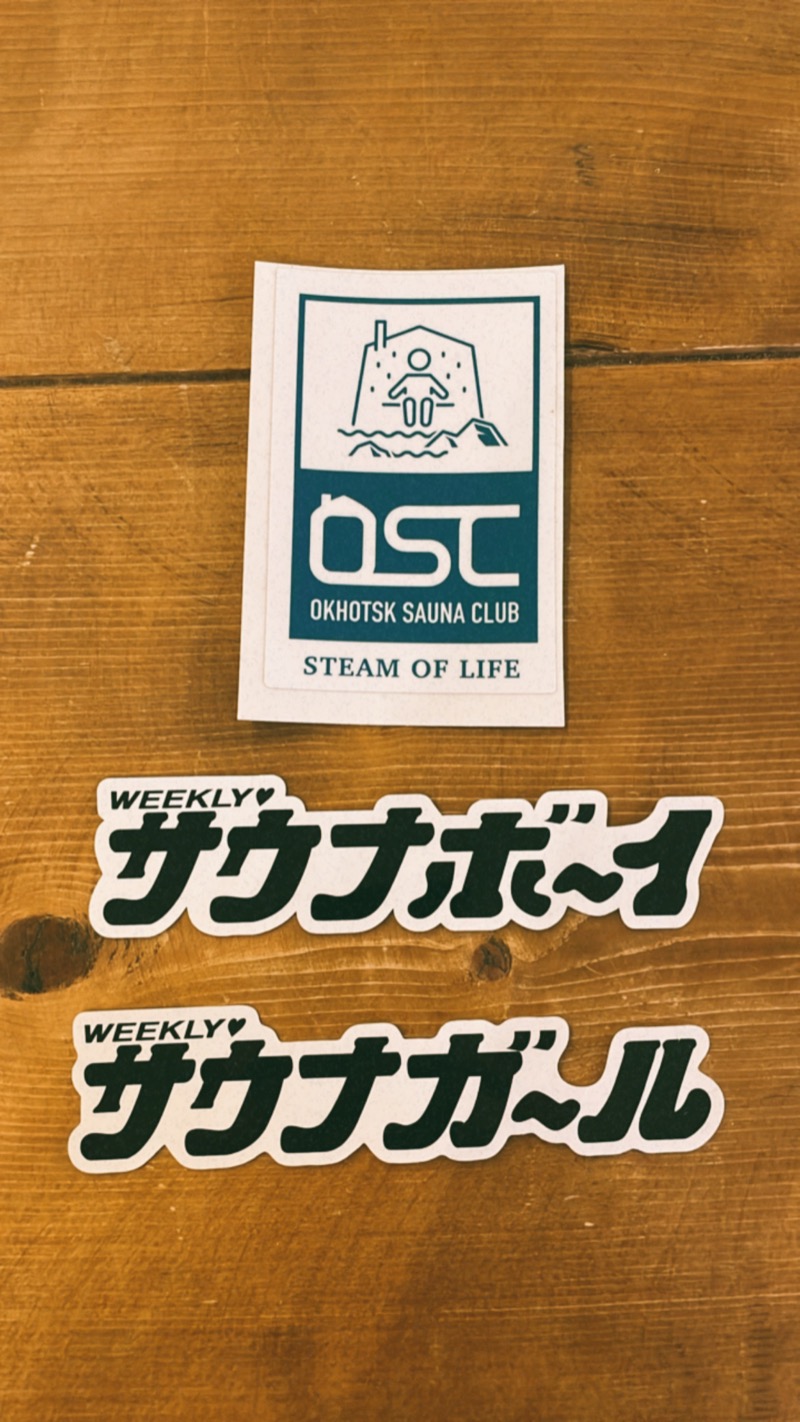 OSC
OKHOTSK SAUNA CLUB
STEAM OF LIFE
WEEKLY♥
サウナボ〜イ
WEEKLY♥
サウナガ〜ル